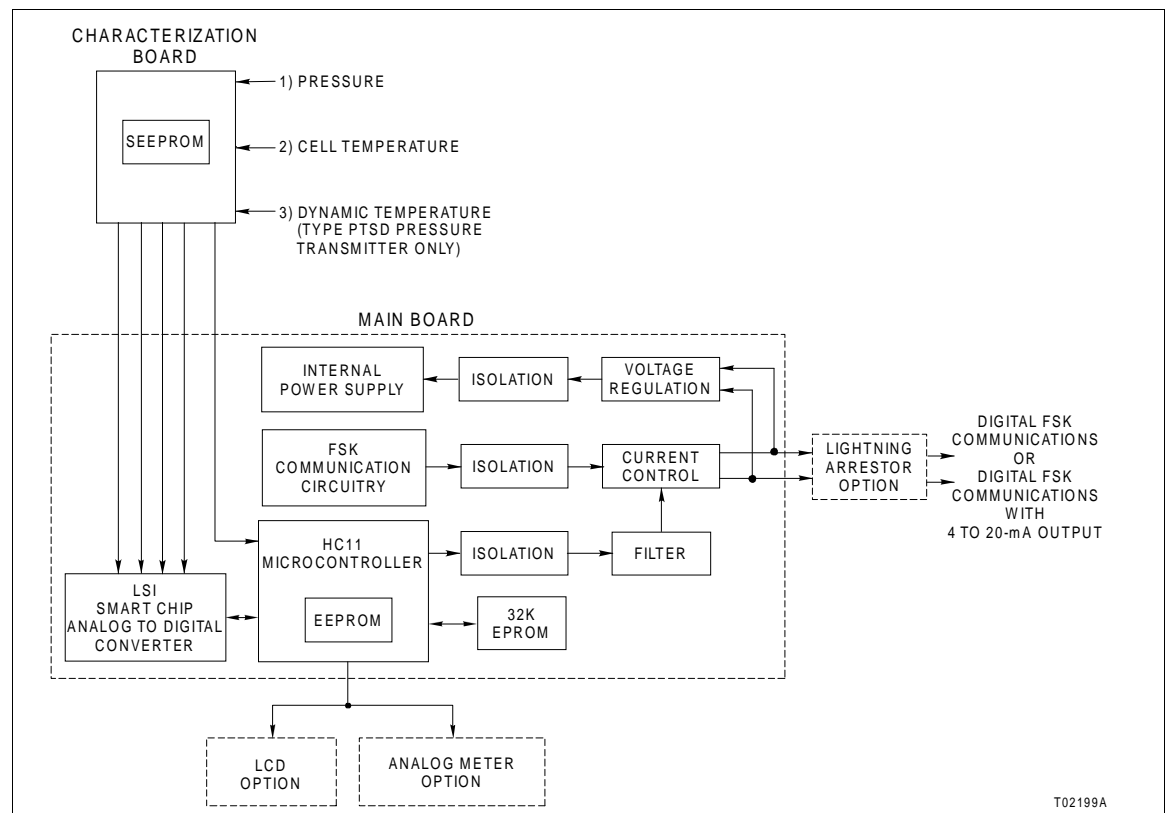 CHARACTERIZATION
BOARD
SEEPROM
1) PRESSURE
2) CELL TEMPERATURE
3) DYNAMIC TEMPERATURE
(TYPE PTSD PRESSURE
TRANSMITTER ONLY)
MAIN BOARD
INTERNAL
POWER SUPPLY
ISOLATION
VOLTAGE
REGULATION
FSK
COMMUNICATION
CIRCUITRY
ISOLATION
CURRENT
CONTROL
LIGHTNING
ARRESTOR
OPTION
DIGITAL FSK
COMMUNICATIONS
OR
DIGITAL FSK
COMMUNICATIONS
WITH
4 TO 20-mA OUTPUT
HC11
MICROCONTROLLER
EEPROM
ISOLATION
FILTER
32K
EPROM
LSI
SMART CHIP
ANALOG TO DIGITAL
CONVERTER
LCD
OPTION
ANALOG METER
OPTION
T02199A